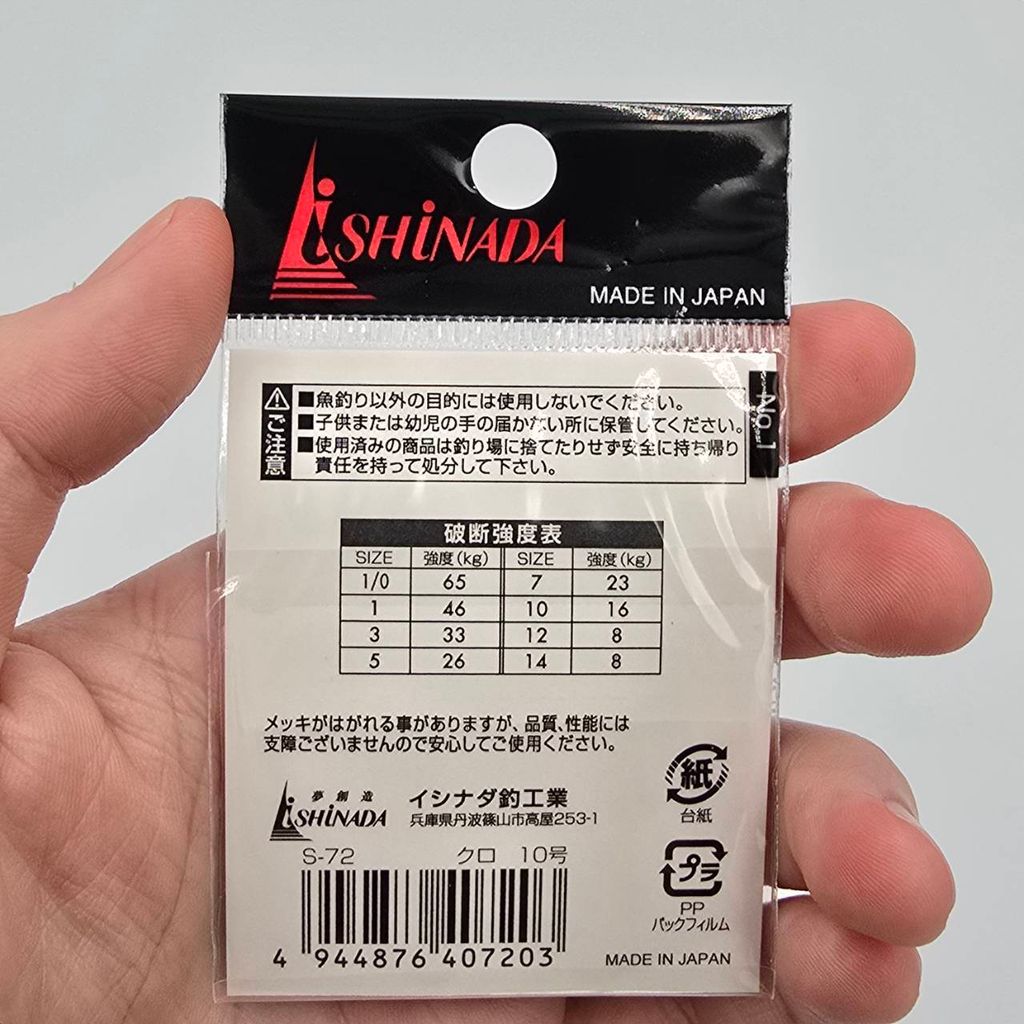 iSHiNADA
MADE IN JAPAN
No.1
ご注意
■魚釣り以外の目的には使用しないでください。
■子供または幼児の手の届かない所に保管してください。
■使用済みの商品は釣り場に捨てたりせず安全に持ち帰り
責任を持って処分して下さい。
破断強度表
SIZE 強度(kg) SIZE 強度(kg)
1/0 65 7 23
1 46 10 16
3 33 12 8
5 26 14 8
メッキがはがれる事がありますが、品質、性能には
支障ございませんので安心してご使用ください。
夢創造
iSHiNADA
イシナダ釣工業
兵庫県丹波篠山市高屋253-1
紙
台紙
S-72 クロ 10号
プラ
PP
パックフィルム
4 944876 407203
MADE IN JAPAN